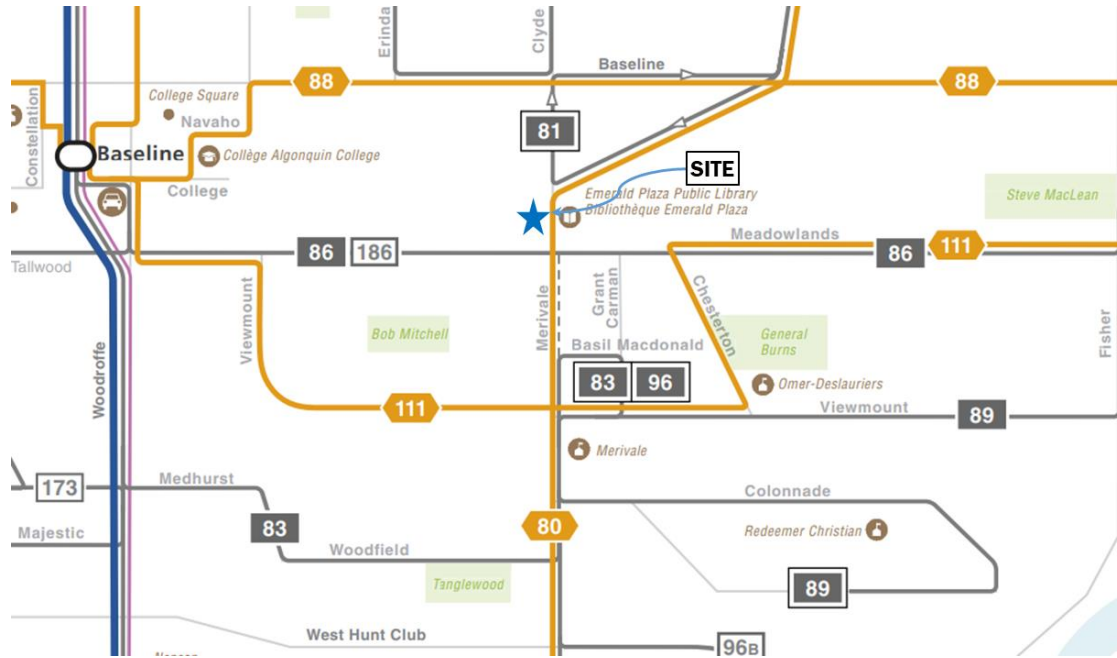 Erinda
Clyde
Baseline
88
88
College Square
Navaho
Constellation
81
Baseline
Collège Algonquin College
SITE
College
Emerald Plaza Public Library
Bibliothèque Emerald Plaza
Steve MacLean
Meadowlands
86
186
86
111
Tallwood
Viewmount
Merivale
Grant
Carman
Chesterton
Fisher
Bob Mitchell
General
Burns
Basil Macdonald
83
96
Omer-Deslauriers
Woodroffe
111
Viewmount
89
Merivale
173
Medhurst
Colonnade
Majestic
83
80
Redeemer Christian
Woodfield
Tanglewood
89
West Hunt Club
96B